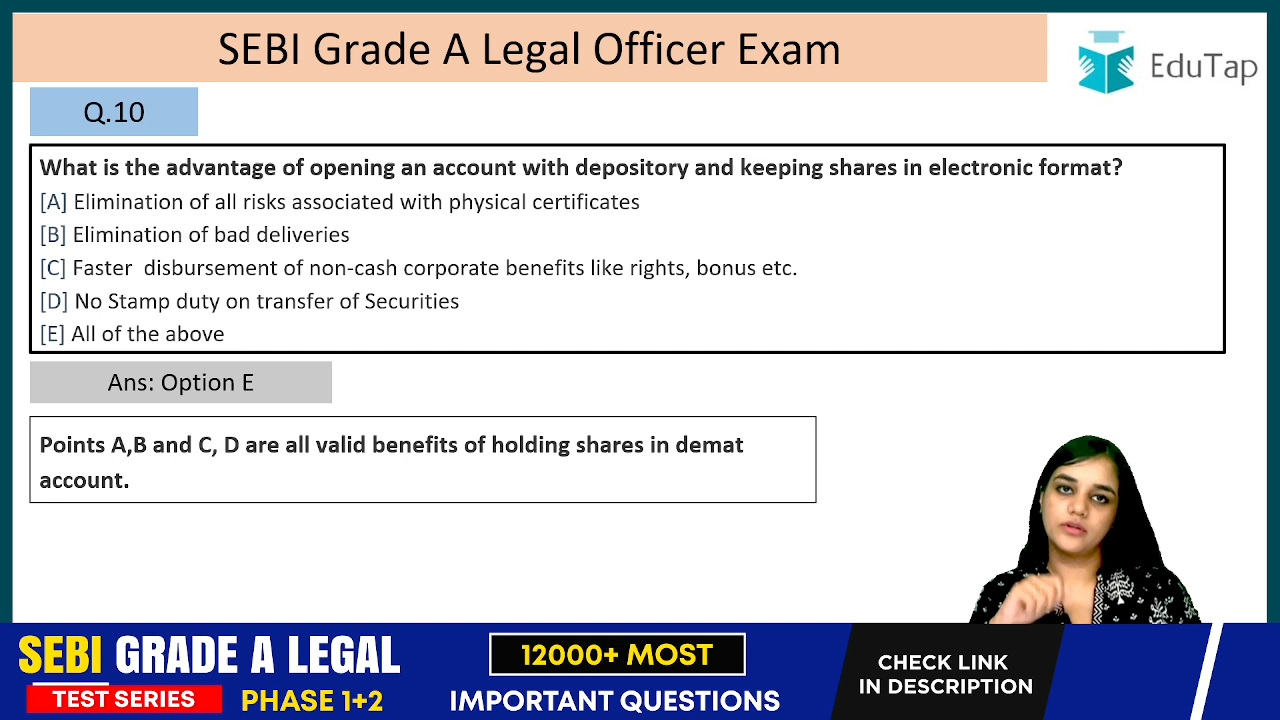 SEBI Grade A Legal Officer Exam
EduTap
Q.10
What is the advantage of opening an account with depository and keeping shares in electronic format?
[A] Elimination of all risks associated with physical certificates
[B] Elimination of bad deliveries
[C] Faster disbursement of non-cash corporate benefits like rights, bonus etc.
[D] No Stamp duty on transfer of Securities
[E] All of the above
Ans: Option E
Points A,B and C, D are all valid benefits of holding shares in demat
account.
SEBI GRADE A LEGAL
TEST SERIES PHASE 1+2
12000+ MOST
IMPORTANT QUESTIONS
CHECK LINK
IN DESCRIPTION